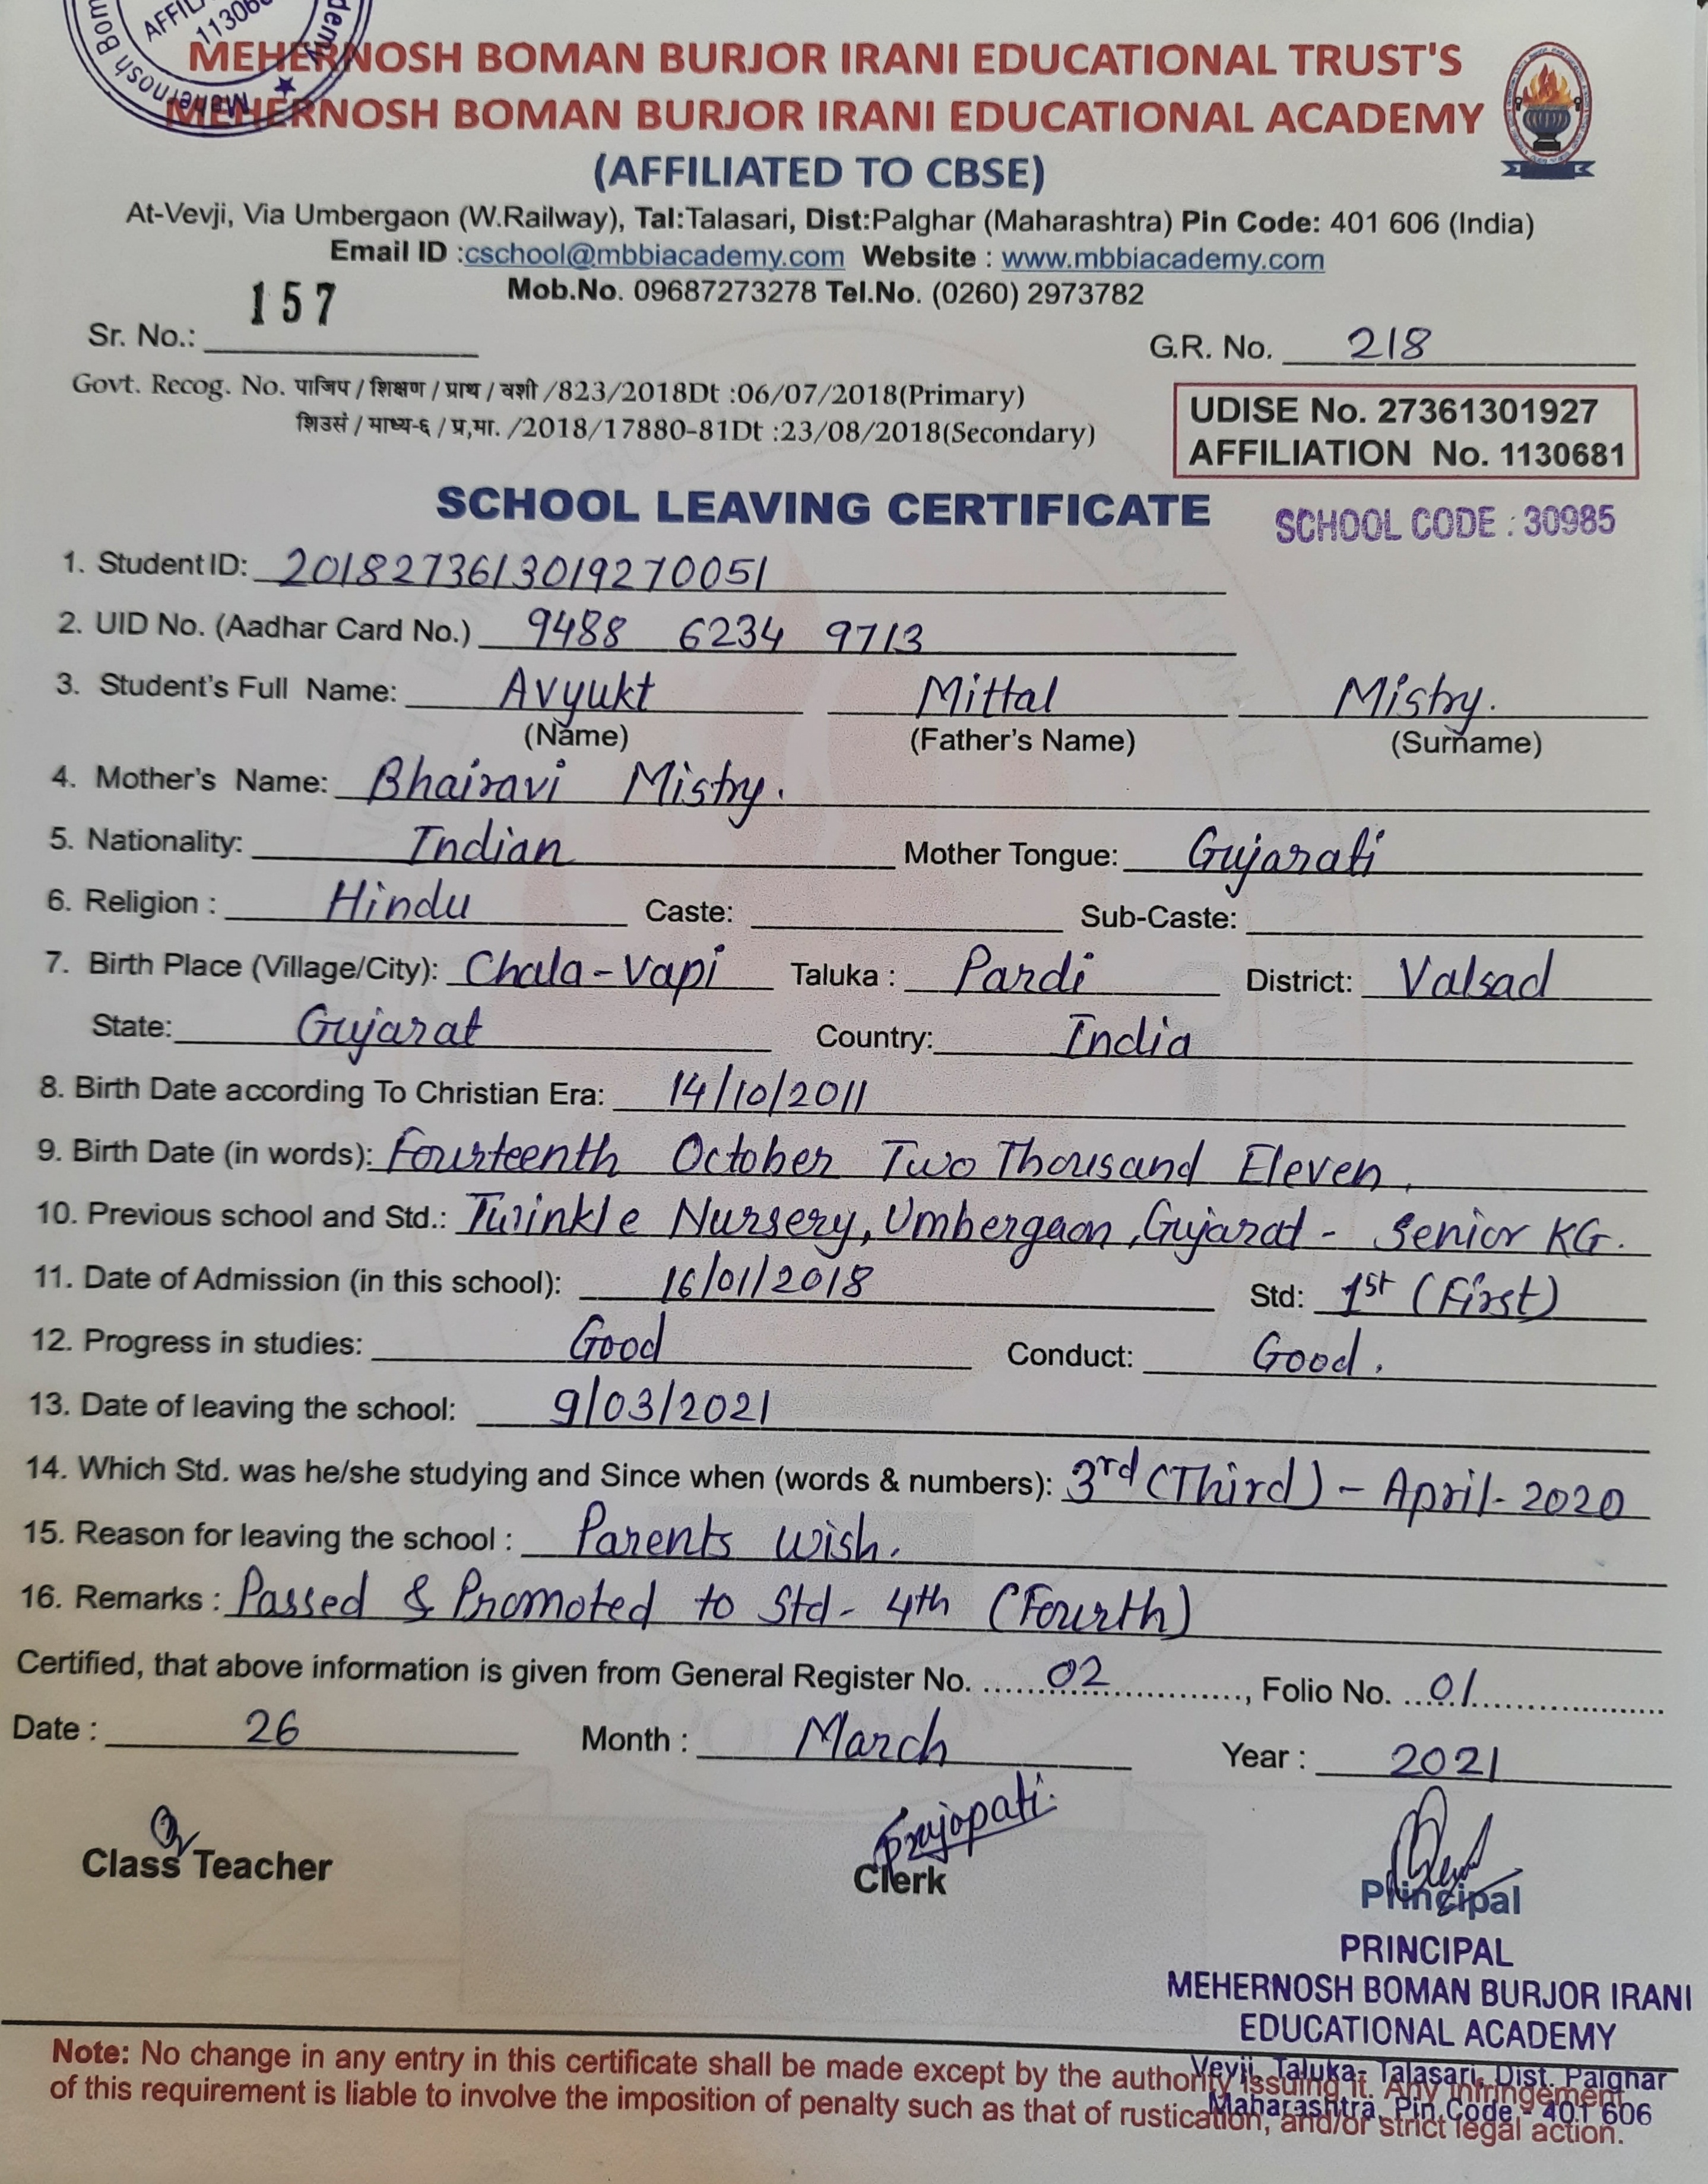 AFFIL
11306
Mehernosh Bom
demy ★
MEHERNOSH BOMAN BURJOR IRANI EDUCATIONAL TRUST'S
MEHERNOSH BOMAN BURJOR IRANI EDUCATIONAL ACADEMY
(AFFILIATED TO CBSE)
At-Vevji, Via Umbergaon (W.Railway), Tal:Talasari, Dist:Palghar (Maharashtra) Pin Code: 401 606 (India)
Email ID :cschool@mbbiacademy.com Website : www.mbbiacademy.com
Mob.No. 09687273278 Tel.No. (0260) 2973782
Sr. No.: 157 G.R. No. 218
Govt. Recog. No. पाजिप / शिक्षण / प्राथ / वशी /823/2018Dt :06/07/2018(Primary)
शिउसं / माध्य-६ / प्र,मा. /2018/17880-81Dt :23/08/2018(Secondary)
UDISE No. 27361301927
AFFILIATION No. 1130681
SCHOOL LEAVING CERTIFICATE SCHOOL CODE : 30985
1. Student ID: 2018273613019270051
2. UID No. (Aadhar Card No.) 9488 6234 9713
3. Student's Full Name: Avyukt Mittal Mistry.
(Name) (Father's Name) (Surname)
4. Mother's Name: Bhairavi Mistry.
5. Nationality: Indian Mother Tongue: Gujarati
6. Religion : Hindu Caste: Sub-Caste:
7. Birth Place (Village/City): Chala-Vapi Taluka : Pardi District: Valsad
State: Gujarat Country: India
8. Birth Date according To Christian Era: 14/10/2011
9. Birth Date (in words): Fourteenth October Two Thousand Eleven.
10. Previous school and Std.: Twinkle Nursery, Umbergaon, Gujarat - Senior KG.
11. Date of Admission (in this school): 16/01/2018 Std: 1st (First)
12. Progress in studies: Good Conduct: Good.
13. Date of leaving the school: 9/03/2021
14. Which Std. was he/she studying and Since when (words & numbers): 3rd (Third) - April-2020
15. Reason for leaving the school : Parents wish.
16. Remarks : Passed & Promoted to Std- 4th (Fourth)
Certified, that above information is given from General Register No. 02, Folio No. 01
Date : 26 Month : March Year : 2021
Prajapati.
Class Teacher Clerk Principal
PRINCIPAL
MEHERNOSH BOMAN BURJOR IRANI
EDUCATIONAL ACADEMY
Vevji, Taluka- Talasari, Dist. Palghar
Maharashtra, Pin Code - 401 606
Note: No change in any entry in this certificate shall be made except by the authority issuing it. Any infringement
of this requirement is liable to involve the imposition of penalty such as that of rustication, and/or strict legal action.